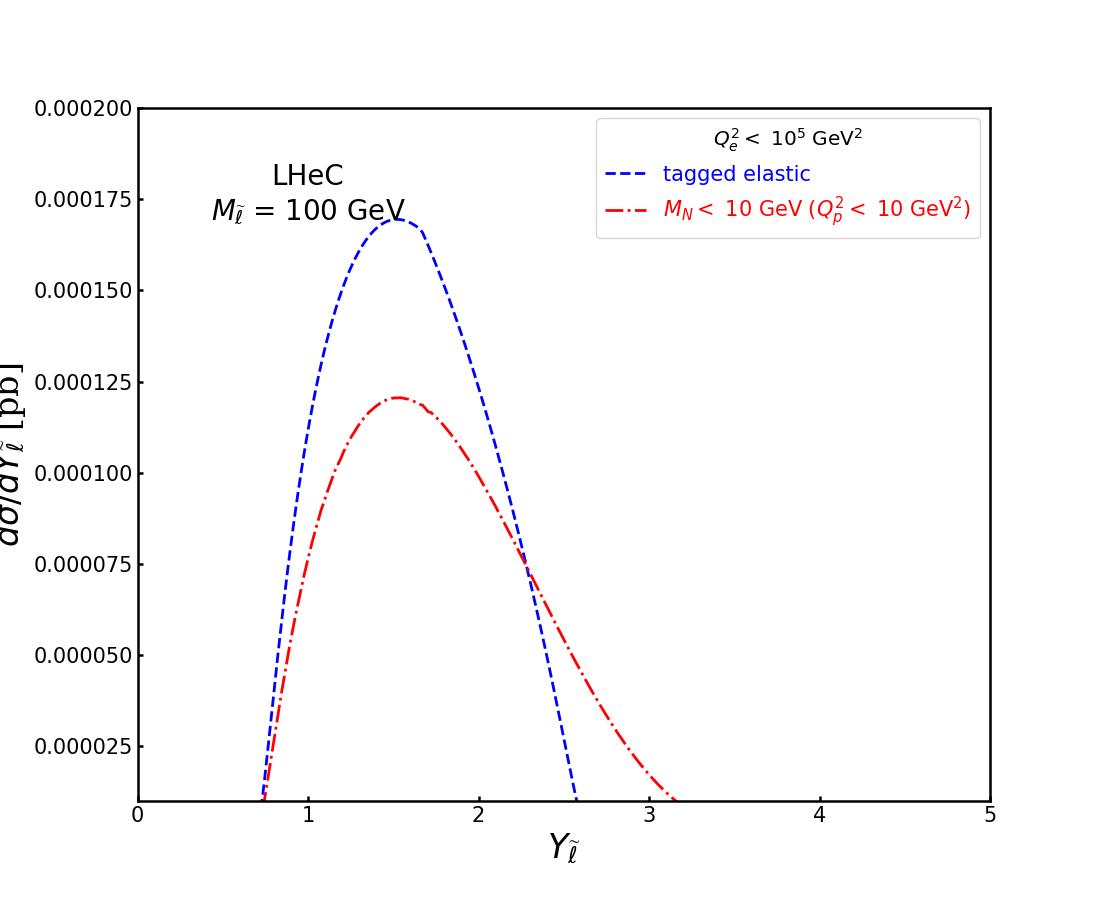 0.000200
0.000175
0.000150
0.000125
0.000100
0.000075
0.000050
0.000025
dσ/dY_ℓ̃ [pb]
LHeC
M_ℓ̃ = 100 GeV
Q_e^2 < 10^5 GeV^2
tagged elastic
M_N < 10 GeV (Q_p^2 < 10 GeV^2)
0 1 2 3 4 5
Y_ℓ̃